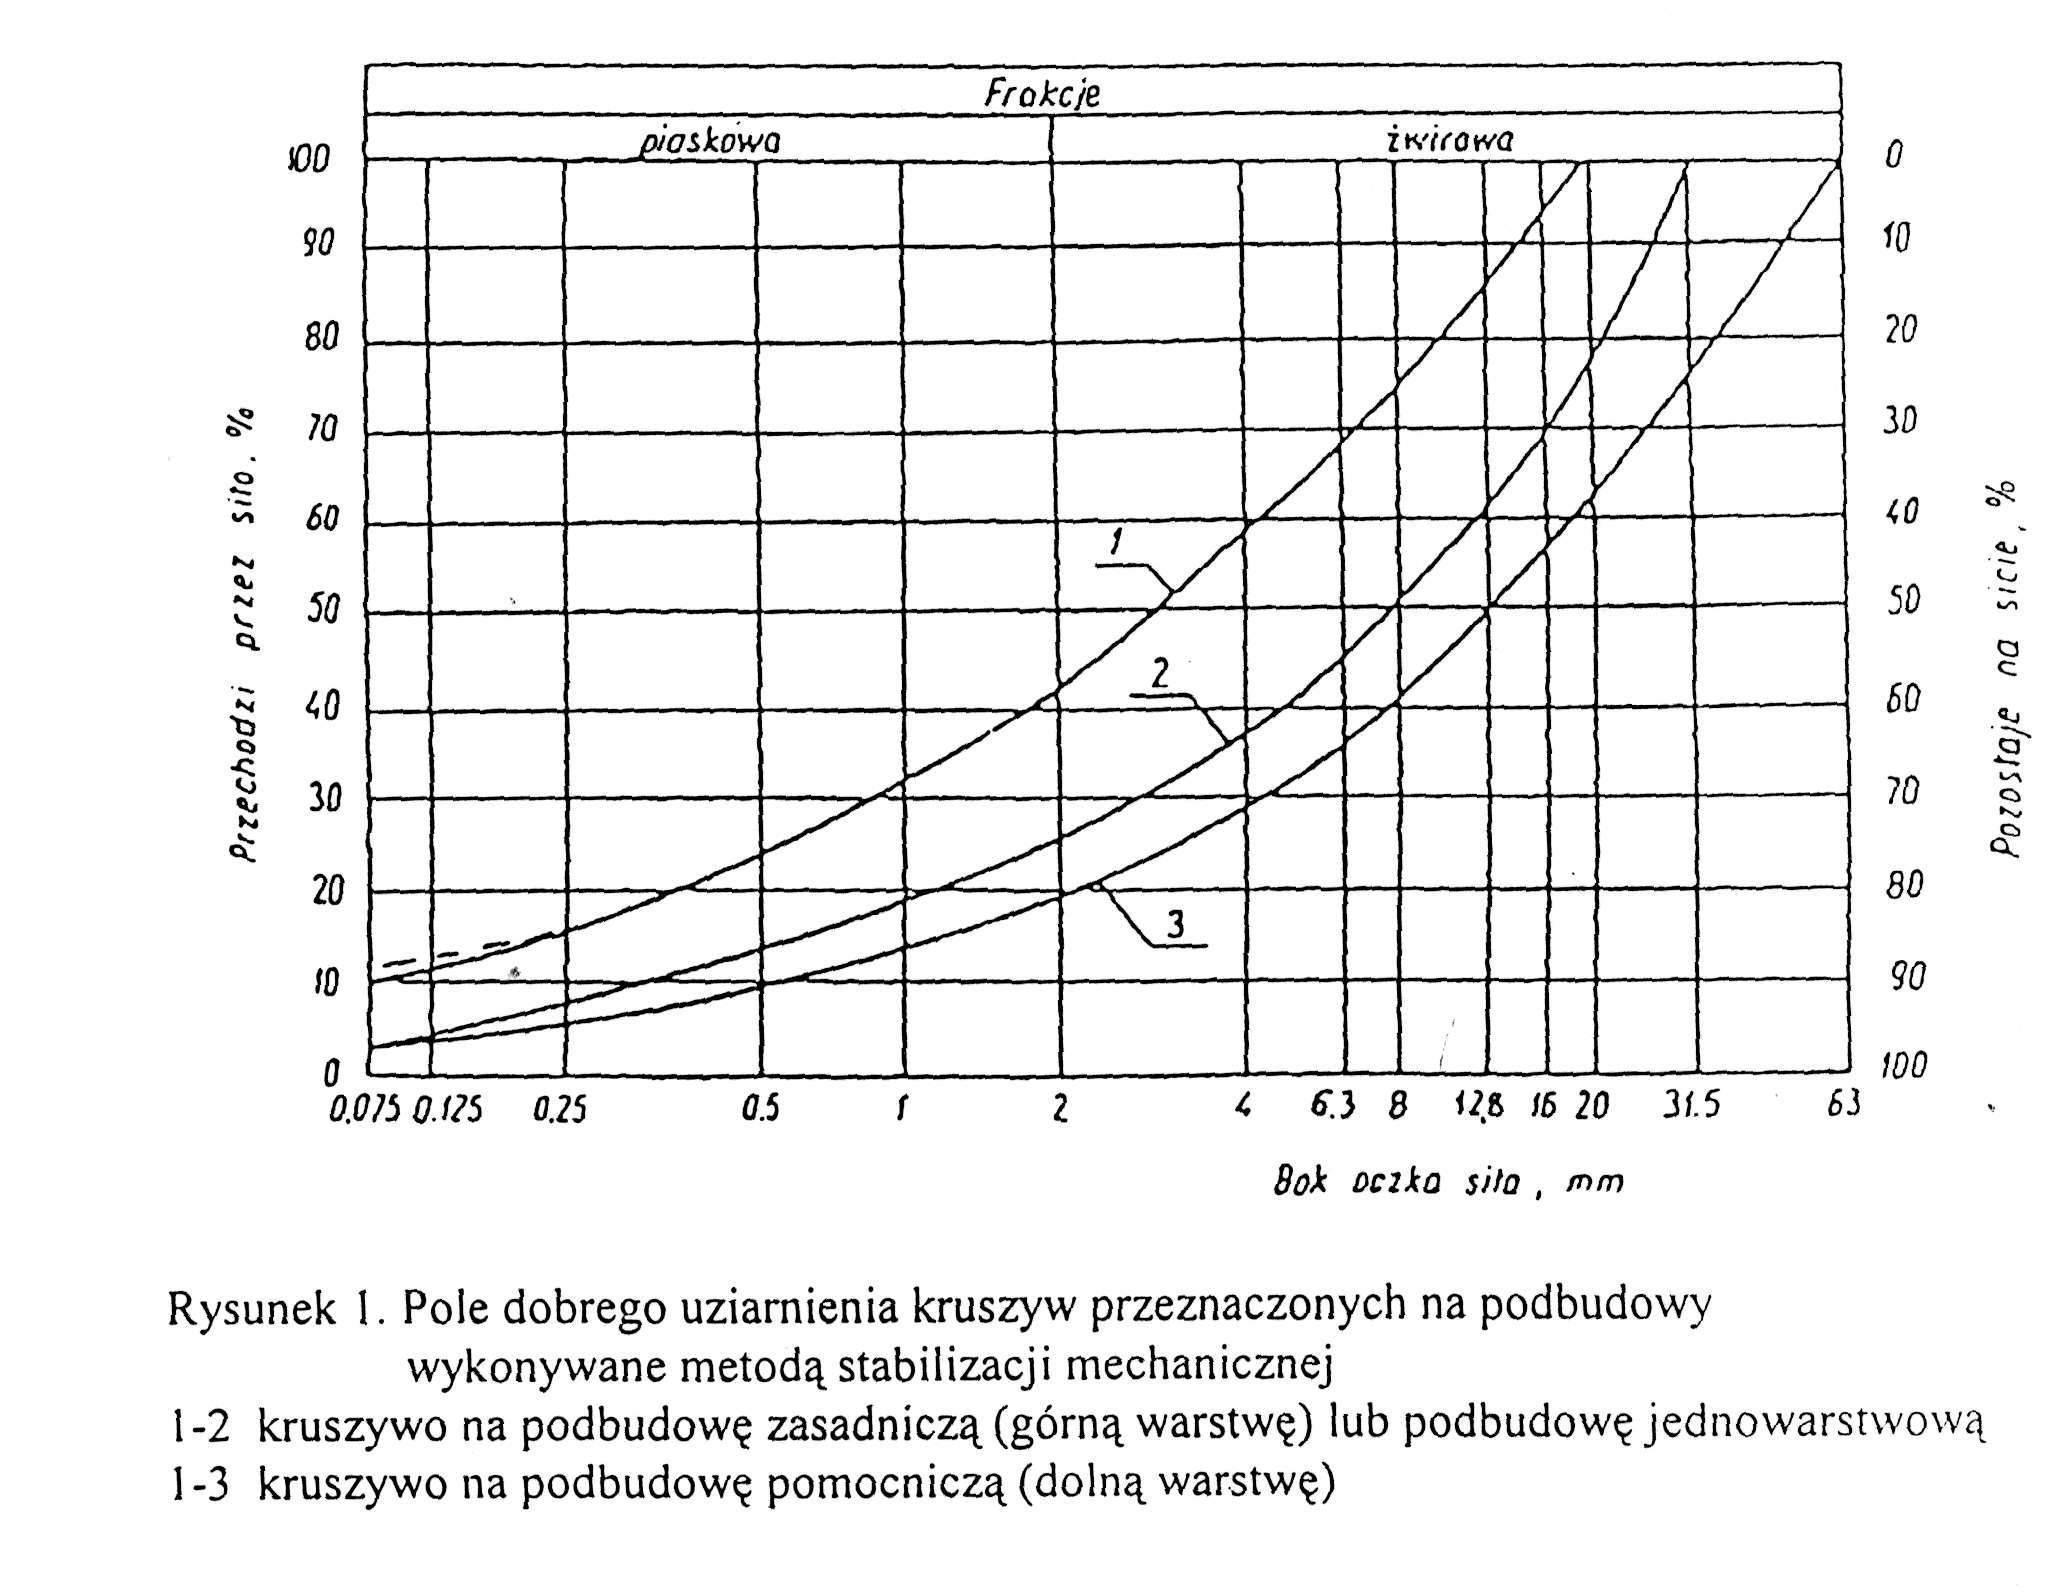 Frakcje
piaskowa żwirowa
100 0
90 10
80 20
70 30
60 40
50 50
40 60
30 70
20 80
10 90
0 100
Przechodzi przez sito, %
Pozostaje na sicie, %
1
2
3
0,075 0.125 0.25 0.5 1 2 4 6.3 8 12,8 16 20 31.5 63
Bok oczka sita, mm
Rysunek 1. Pole dobrego uziarnienia kruszyw przeznaczonych na podbudowy
wykonywane metodą stabilizacji mechanicznej
1-2 kruszywo na podbudowę zasadniczą (górną warstwę) lub podbudowę jednowarstwową
1-3 kruszywo na podbudowę pomocniczą (dolną warstwę)